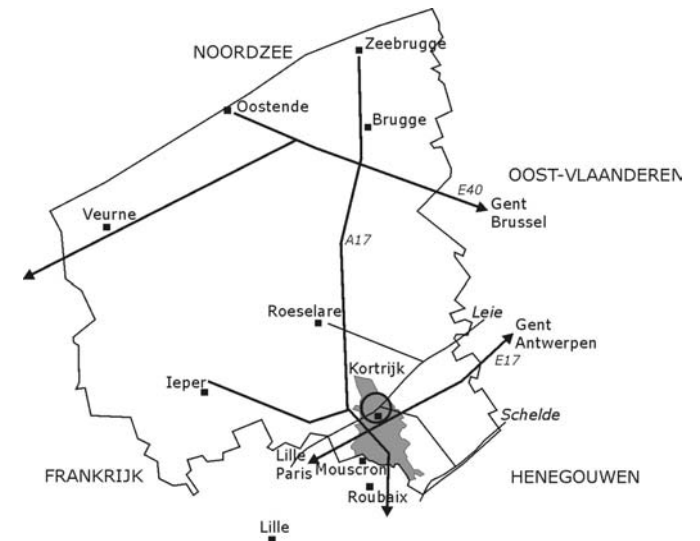 Zeebrugge
NOORDZEE
Oostende
Brugge
OOST-VLAANDEREN
E40
Gent
Brussel
Veurne
A17
Roeselare
Leie
Gent
Antwerpen
Kortrijk
E17
Ieper
Schelde
Lille
Paris
Mouscron
FRANKRIJK
HENEGOUWEN
Roubaix
Lille